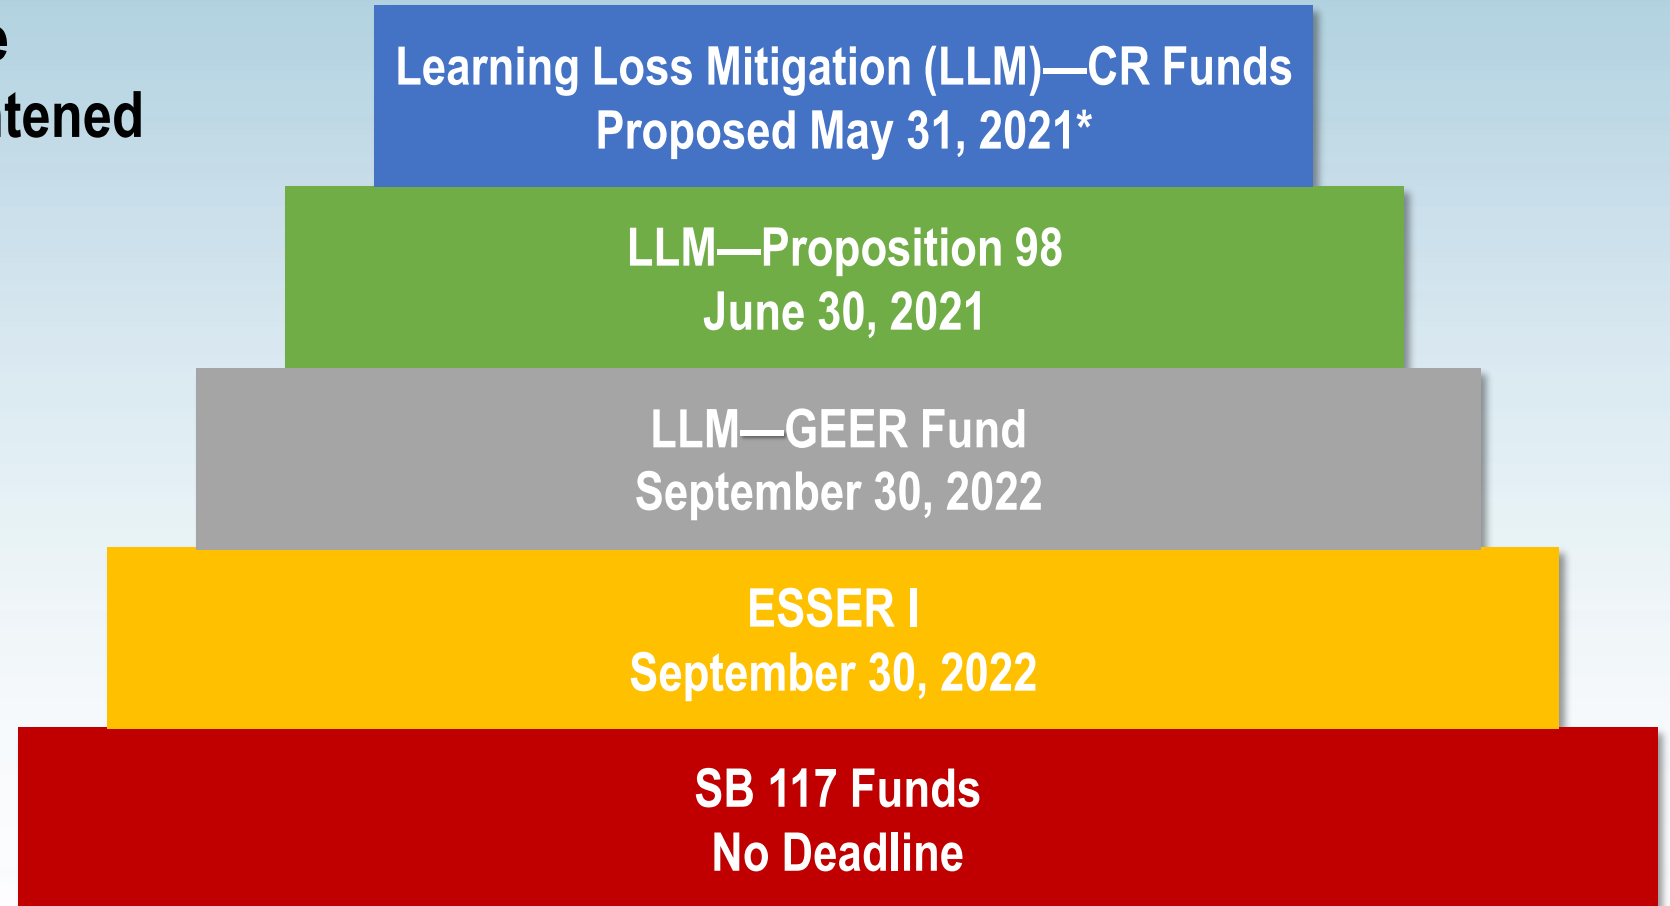 Learning Loss Mitigation (LLM)—CR Funds
Proposed May 31, 2021*
LLM—Proposition 98
June 30, 2021
LLM—GEER Fund
September 30, 2022
ESSER I
September 30, 2022
SB 117 Funds
No Deadline